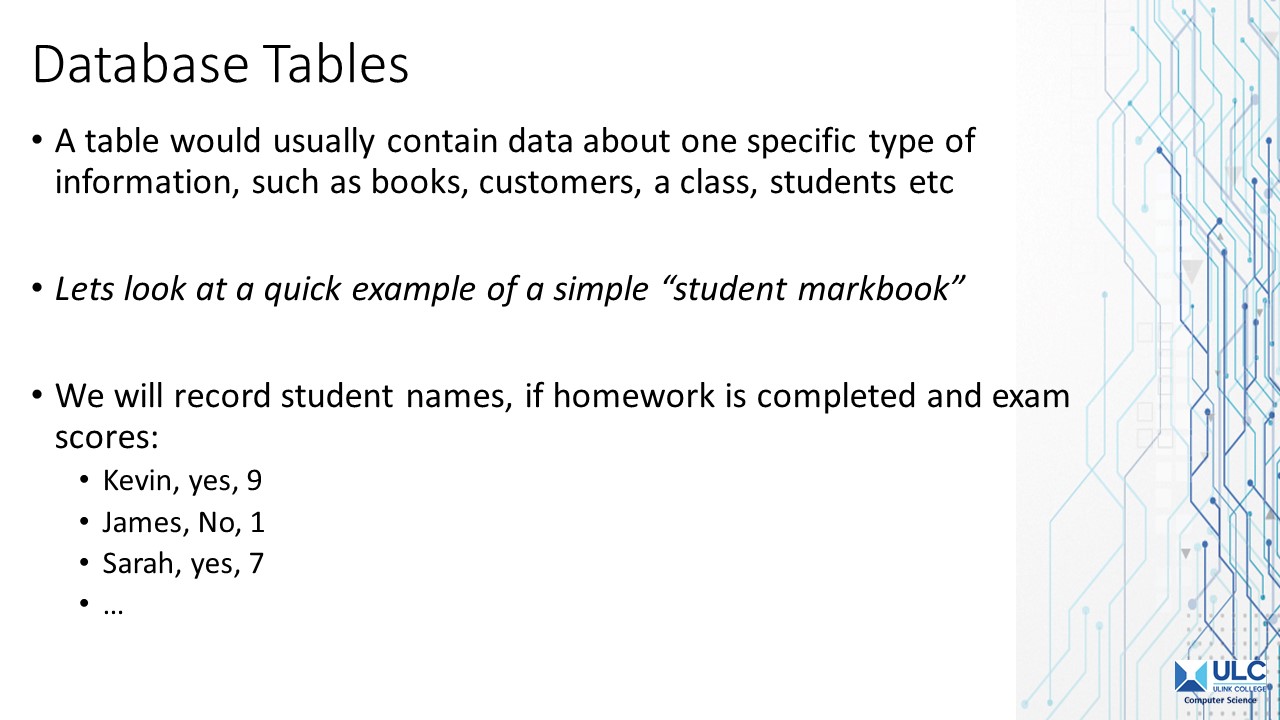 Database Tables
• A table would usually contain data about one specific type of
information, such as books, customers, a class, students etc
• Lets look at a quick example of a simple “student markbook”
• We will record student names, if homework is completed and exam
scores:
• Kevin, yes, 9
• James, No, 1
• Sarah, yes, 7
• …
ULC
ULINK COLLEGE
Computer Science